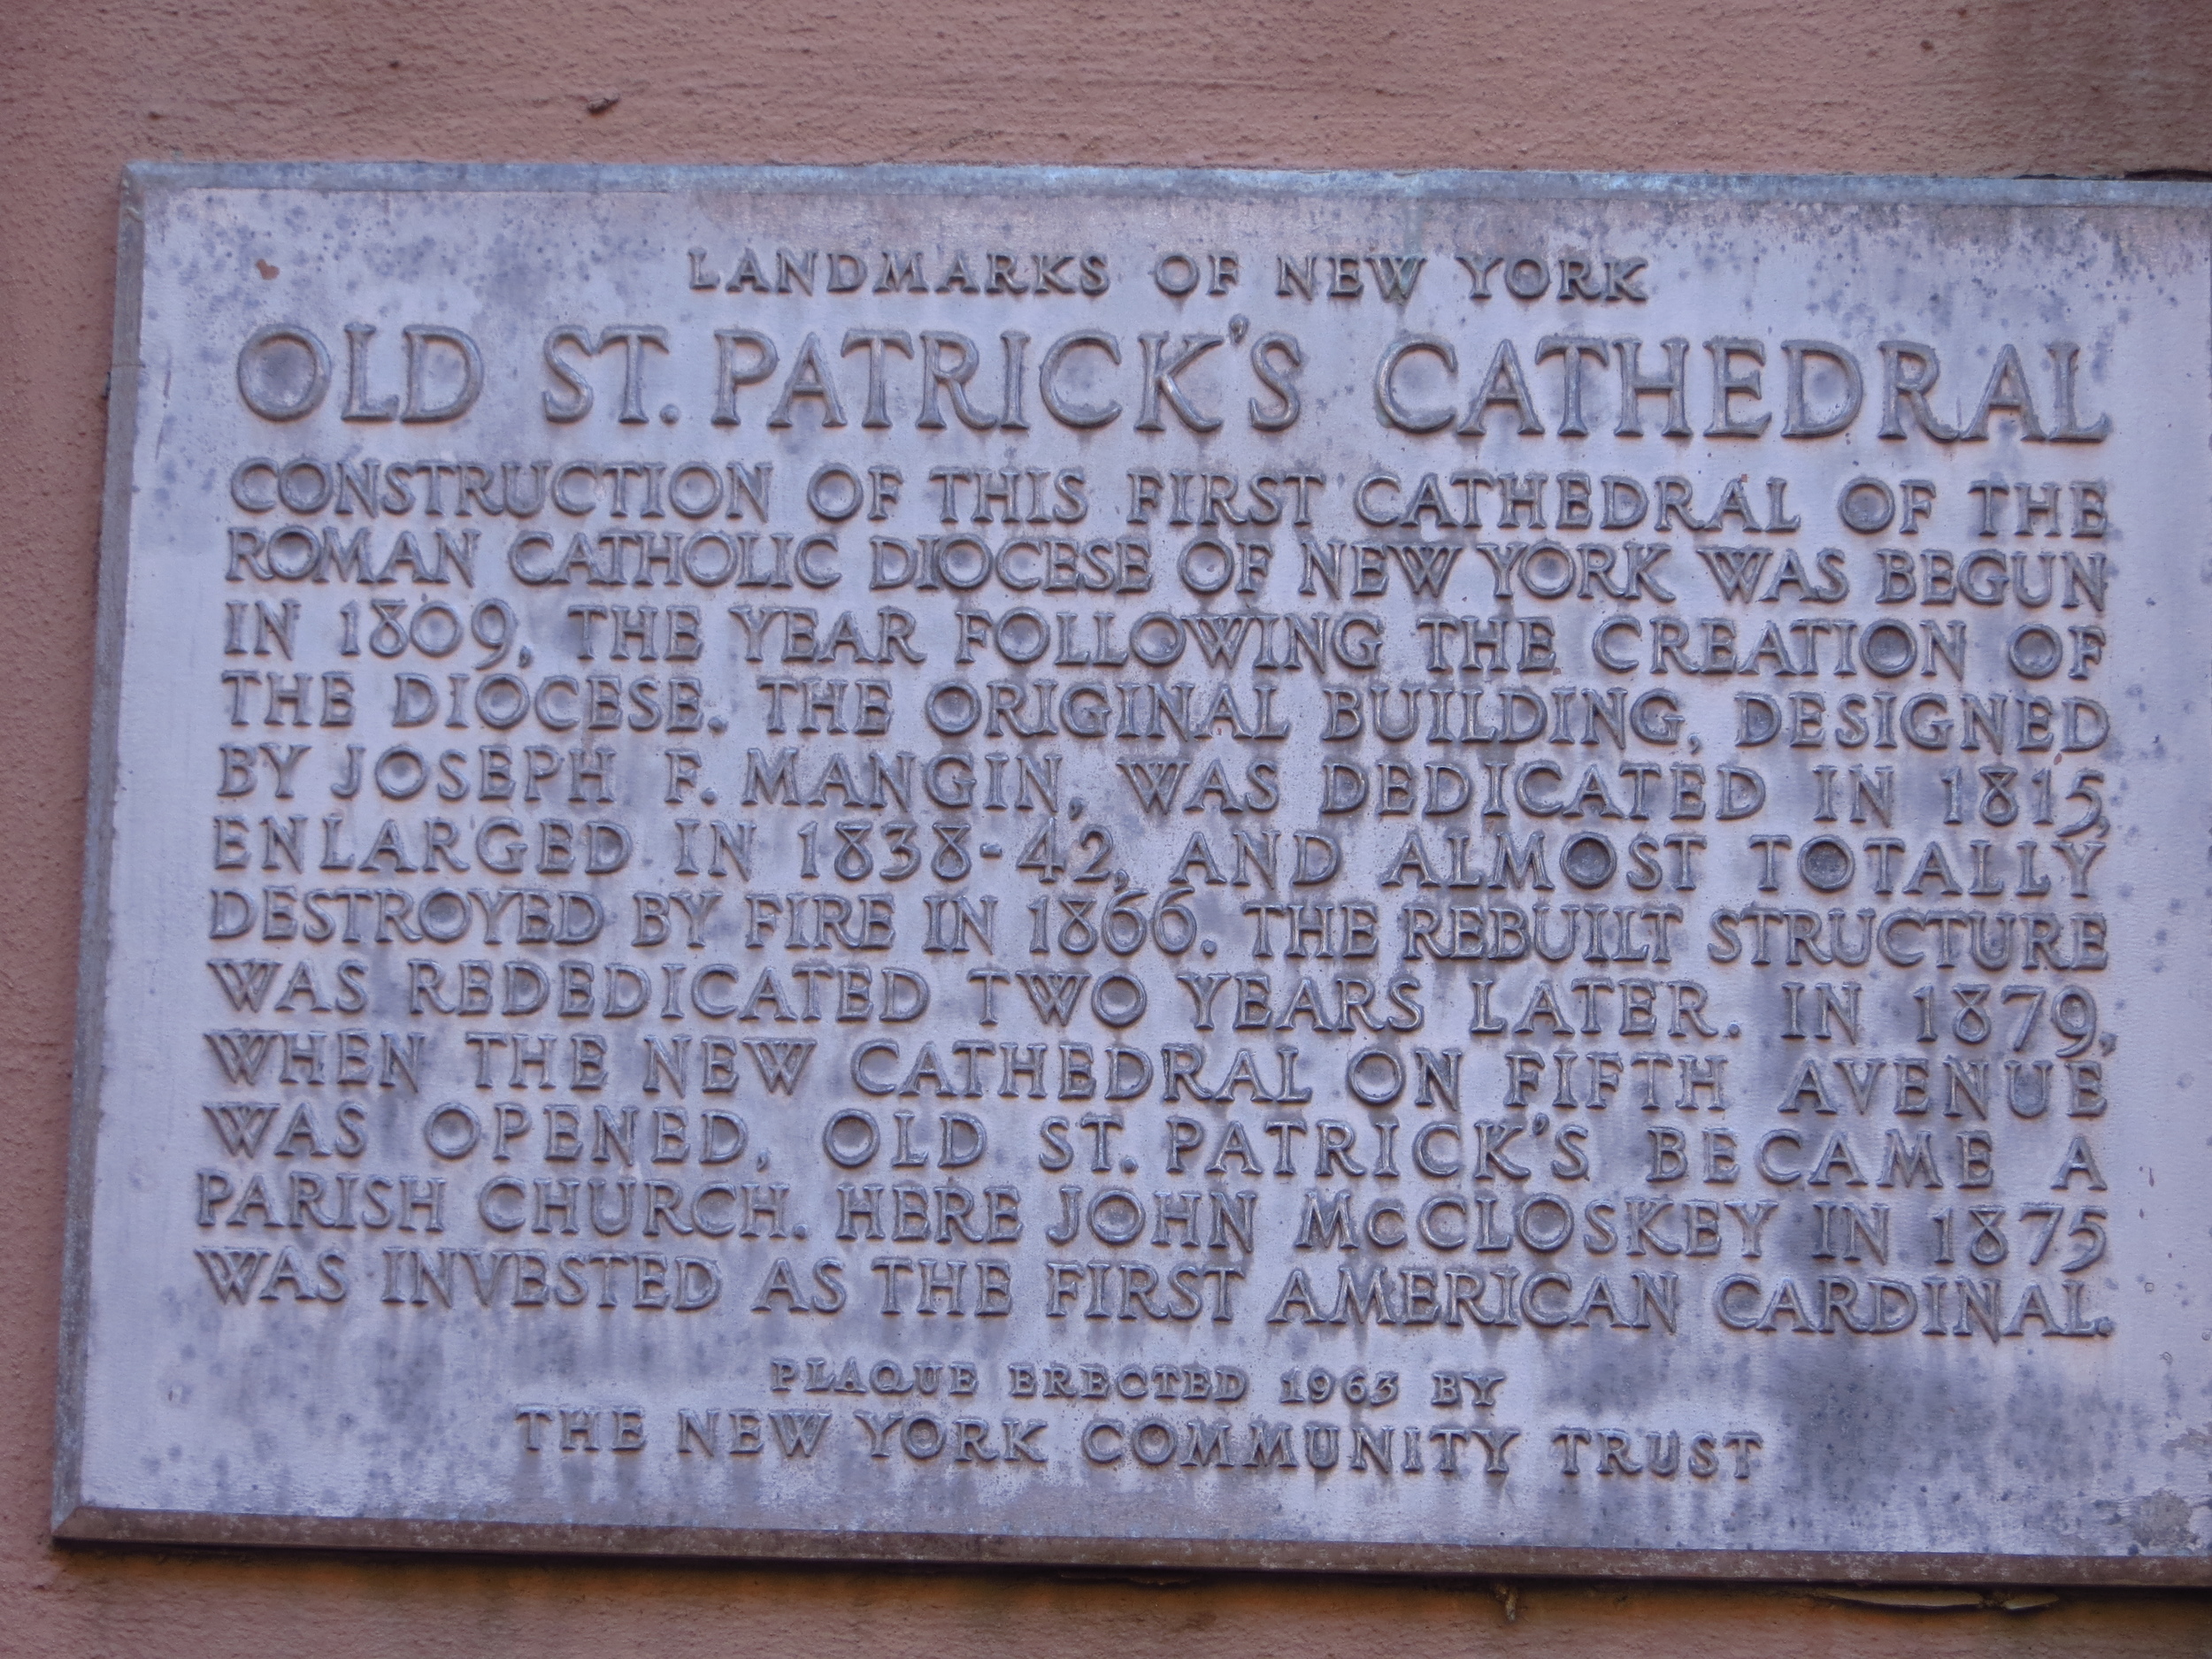 LANDMARKS OF NEW YORK
OLD ST. PATRICK'S CATHEDRAL
CONSTRUCTION OF THIS FIRST CATHEDRAL OF THE
ROMAN CATHOLIC DIOCESE OF NEW YORK WAS BEGUN
IN 1809, THE YEAR FOLLOWING THE CREATION OF
THE DIOCESE. THE ORIGINAL BUILDING, DESIGNED
BY JOSEPH F. MANGIN, WAS DEDICATED IN 1815,
ENLARGED IN 1838-42, AND ALMOST TOTALLY
DESTROYED BY FIRE IN 1866. THE REBUILT STRUCTURE
WAS REDEDICATED TWO YEARS LATER. IN 1879,
WHEN THE NEW CATHEDRAL ON FIFTH AVENUE
WAS OPENED, OLD ST. PATRICK'S BECAME A
PARISH CHURCH. HERE JOHN McCLOSKEY IN 1875
WAS INVESTED AS THE FIRST AMERICAN CARDINAL.
PLAQUE ERECTED 1963 BY
THE NEW YORK COMMUNITY TRUST